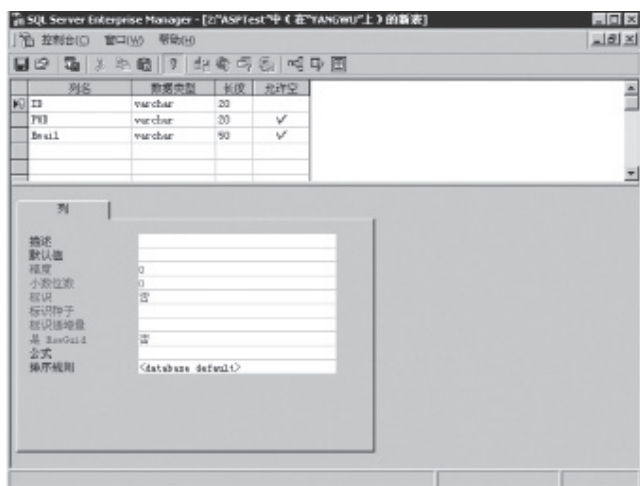 SQL Server Enterprise Manager - [2:"ASPTest"中(在"YANGWU"上)的新表]
控制台(C) 窗口(W) 帮助(H)
列名 数据类型 长度 允许空
ID varchar 20
PWD varchar 20
Email varchar 50
列
描述
默认值
精度 0
小数位数 0
标识 否
标识种子
标识递增量
是 RowGuid 否
公式
排序规则 <database default>